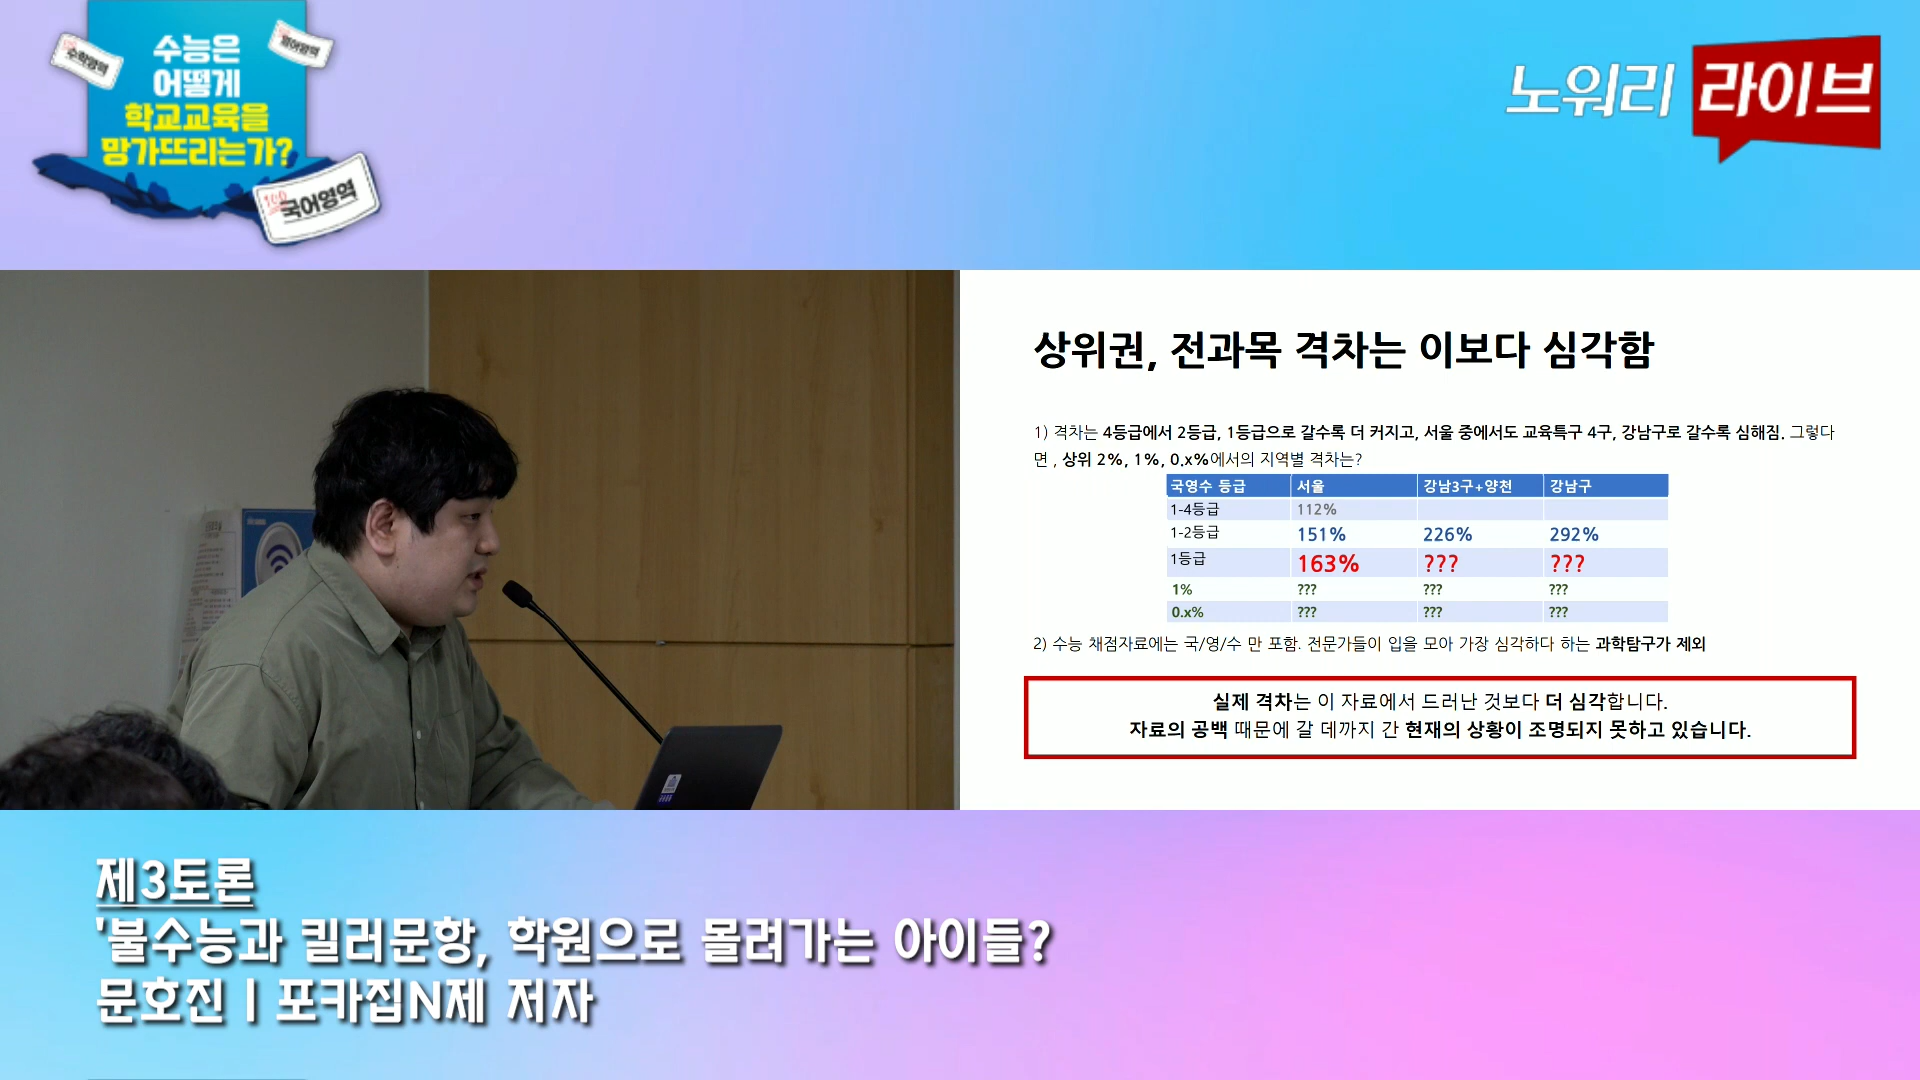 수학영역
영어영역
수능은
어떻게
학교교육을
망가뜨리는가?
100
국어영역
노워리 라이브
상위권, 전과목 격차는 이보다 심각함
1) 격차는 4등급에서 2등급, 1등급으로 갈수록 더 커지고, 서울 중에서도 교육특구 4구, 강남구로 갈수록 심해짐. 그렇다
면 , 상위 2%, 1%, 0.x%에서의 지역별 격차는?
국영수 등급 서울 강남3구+양천 강남구
1-4등급 112%
1-2등급 151% 226% 292%
1등급 163% ??? ???
1% ??? ??? ???
0.x% ??? ??? ???
2) 수능 채점자료에는 국/영/수 만 포함. 전문가들이 입을 모아 가장 심각하다 하는 과학탐구가 제외
실제 격차는 이 자료에서 드러난 것보다 더 심각합니다.
자료의 공백 때문에 갈 데까지 간 현재의 상황이 조명되지 못하고 있습니다.
제3토론
'불수능과 킬러문항, 학원으로 몰려가는 아이들?
문호진 | 포카집N제 저자